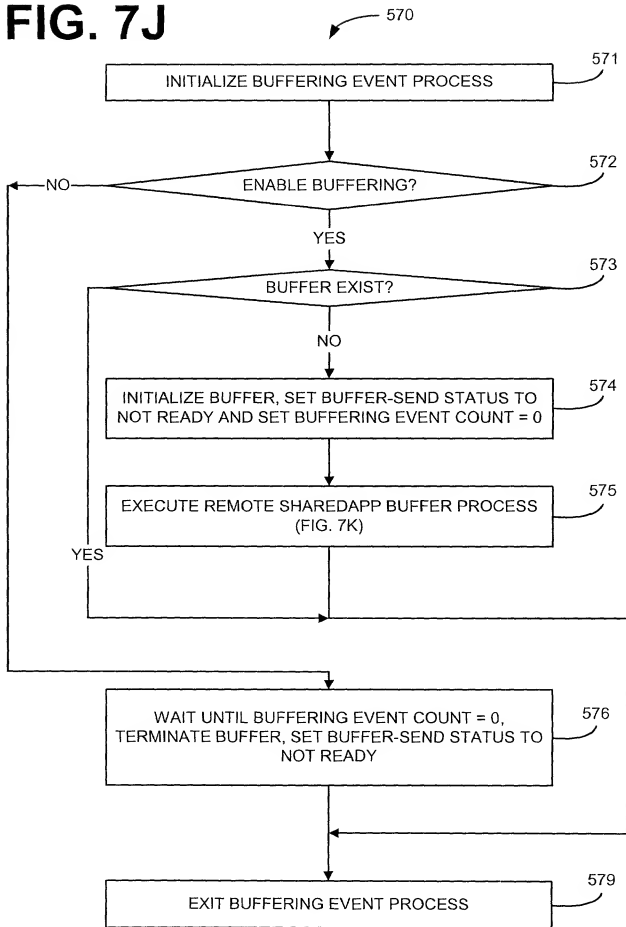 FIG. 7J
570
INITIALIZE BUFFERING EVENT PROCESS
571
ENABLE BUFFERING?
572
NO
YES
BUFFER EXIST?
573
NO
INITIALIZE BUFFER, SET BUFFER-SEND STATUS TO
NOT READY AND SET BUFFERING EVENT COUNT = 0
574
EXECUTE REMOTE SHAREDAPP BUFFER PROCESS
(FIG. 7K)
575
YES
WAIT UNTIL BUFFERING EVENT COUNT = 0,
TERMINATE BUFFER, SET BUFFER-SEND STATUS TO
NOT READY
576
EXIT BUFFERING EVENT PROCESS
579